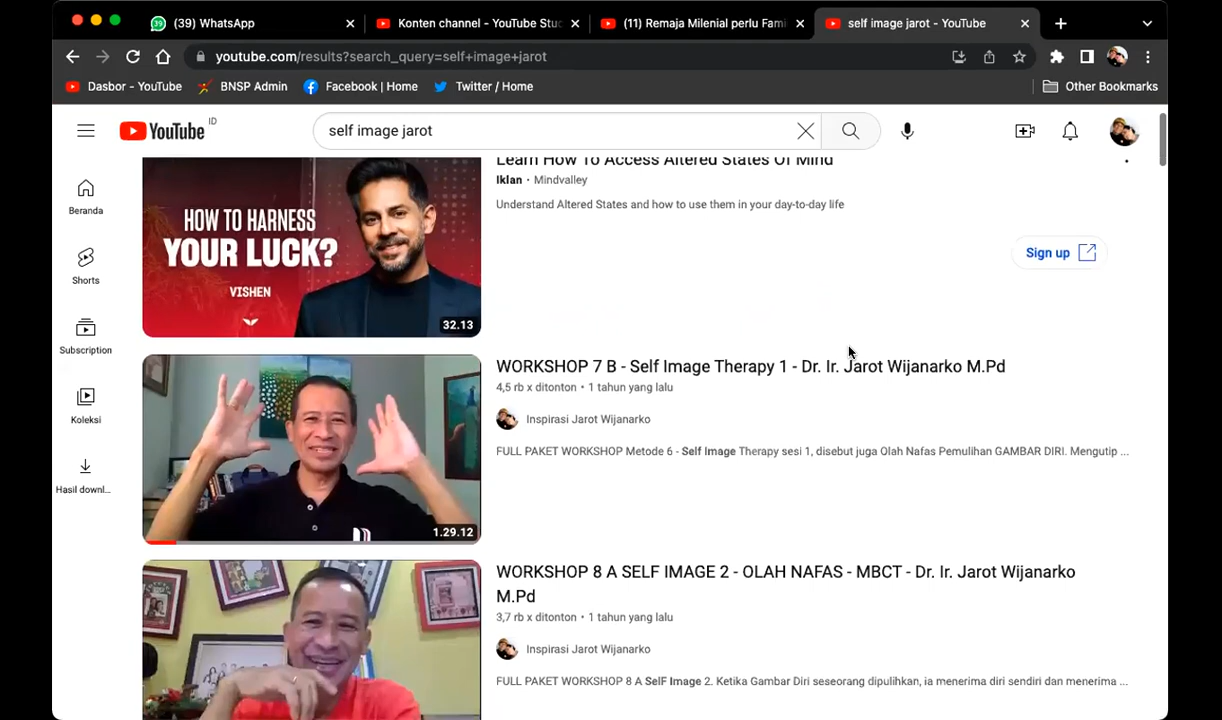 (39) WhatsApp
Konten channel - YouTube Stud
(11) Remaja Milenial perlu Fami
self image jarot - YouTube
youtube.com/results?search_query=self+image+jarot
Dasbor - YouTube
BNSP Admin
Facebook | Home
Twitter / Home
Other Bookmarks
YouTube ID
self image jarot
Beranda
Shorts
Subscription
Koleksi
Hasil downl...
HOW TO HARNESS
YOUR LUCK?
VISHEN
32.13
Learn How To Access Altered States Of Mind
Iklan • Mindvalley
Understand Altered States and how to use them in your day-to-day life
Sign up
1.29.12
WORKSHOP 7 B - Self Image Therapy 1 - Dr. Ir. Jarot Wijanarko M.Pd
4,5 rb x ditonton • 1 tahun yang lalu
Inspirasi Jarot Wijanarko
FULL PAKET WORKSHOP Metode 6 - Self Image Therapy sesi 1, disebut juga Olah Nafas Pemulihan GAMBAR DIRI. Mengutip ...
WORKSHOP 8 A SELF IMAGE 2 - OLAH NAFAS - MBCT - Dr. Ir. Jarot Wijanarko
M.Pd
3,7 rb x ditonton • 1 tahun yang lalu
Inspirasi Jarot Wijanarko
FULL PAKET WORKSHOP 8 A SelF Image 2. Ketika Gambar Diri seseorang dipulihkan, ia menerima diri sendiri dan menerima ...